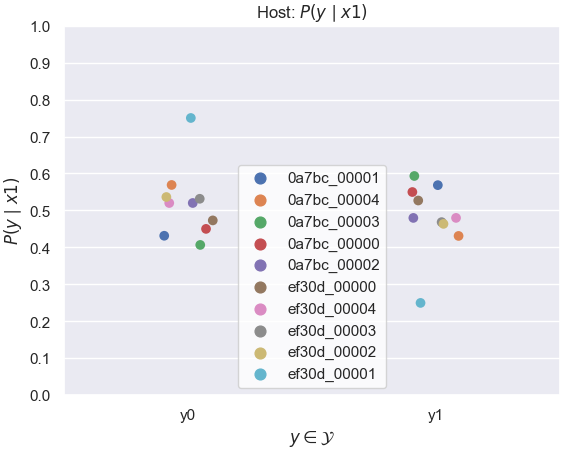 Host: P(y | x1)
1.0
0.9
0.8
0.7
0.6
0.5
0.4
0.3
0.2
0.1
0.0
P(y | x1)
0a7bc_00001
0a7bc_00004
0a7bc_00003
0a7bc_00000
0a7bc_00002
ef30d_00000
ef30d_00004
ef30d_00003
ef30d_00002
ef30d_00001
y0
y1
y ∈ 𝒴